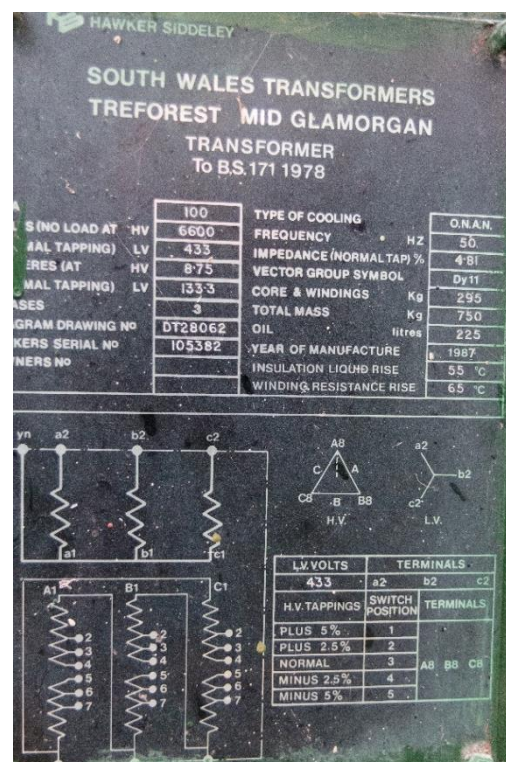 HAWKER SIDDELEY
SOUTH WALES TRANSFORMERS
TREFOREST MID GLAMORGAN
TRANSFORMER
To B.S.171 1978
A 100
S (NO LOAD AT HV 6600
MAL TAPPING) LV 433
ERES (AT HV 8·75
MAL TAPPING) LV 133·3
ASES 3
AGRAM DRAWING No DT28062
KERS SERIAL No 105382
NERS No
TYPE OF COOLING O.N.A.N.
FREQUENCY HZ 50
IMPEDANCE (NORMAL TAP) % 4·81
VECTOR GROUP SYMBOL Dy11
CORE & WINDINGS Kg 295
TOTAL MASS Kg 750
OIL litres 225
YEAR OF MANUFACTURE 1987
INSULATION LIQUID RISE 55 °C
WINDING RESISTANCE RISE 65 °C
yn a2 b2 c2
a1 b1 c1
A1 B1 C1
2 2 2
3 3 3
4 4 4
5 5 5
6 6 6
7 7 7
A8
C A
C8 B B8
H.V.
a2
b2
c2
L.V.
L.V. VOLTS TERMINALS
433 a2 b2 c2
H.V. TAPPINGS SWITCH POSITION TERMINALS
PLUS 5% 1
PLUS 2.5% 2
NORMAL 3 A8 B8 C8
MINUS 2.5% 4
MINUS 5% 5